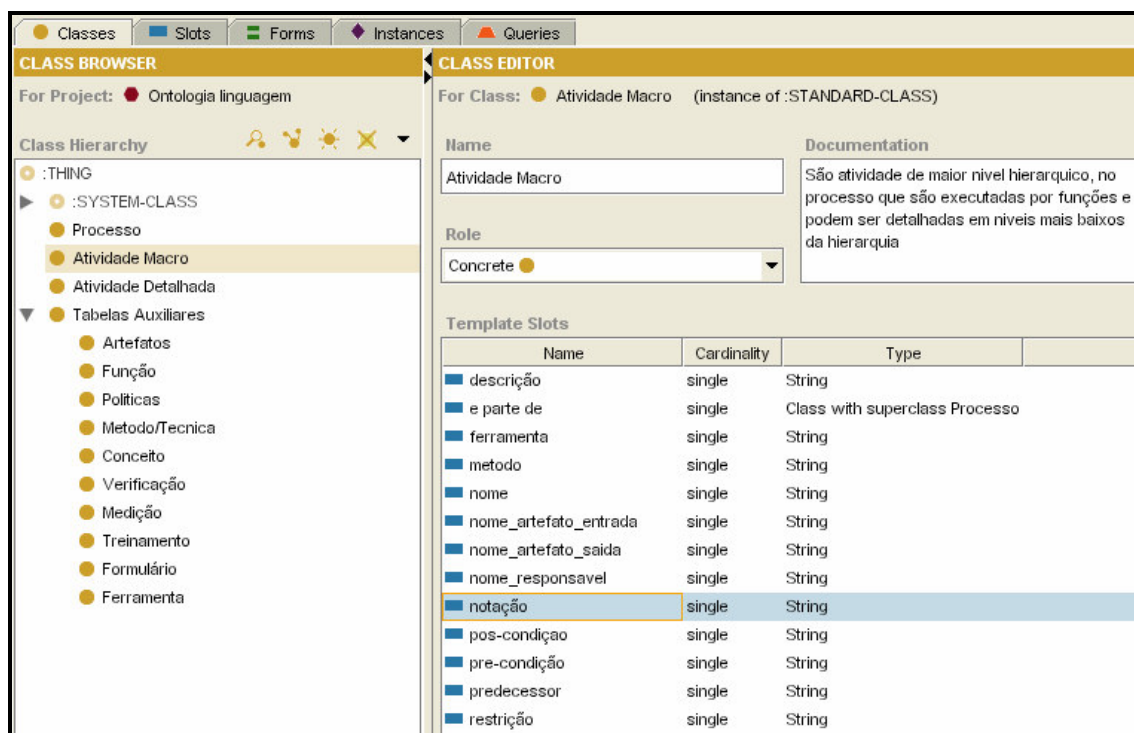 Classes Slots Forms Instances Queries
CLASS BROWSER
For Project: Ontologia linguagem
Class Hierarchy
:THING
:SYSTEM-CLASS
Processo
Atividade Macro
Atividade Detalhada
Tabelas Auxiliares
Artefatos
Função
Politicas
Metodo/Tecnica
Conceito
Verificação
Medição
Treinamento
Formulário
Ferramenta
CLASS EDITOR
For Class: Atividade Macro (instance of :STANDARD-CLASS)
Name
Atividade Macro
Role
Concrete
Documentation
São atividade de maior nivel hierarquico, no
processo que são executadas por funções e
podem ser detalhadas em niveis mais baixos
da hierarquia
Template Slots
Name Cardinality Type
descrição single String
e parte de single Class with superclass Processo
ferramenta single String
metodo single String
nome single String
nome_artefato_entrada single String
nome_artefato_saida single String
nome_responsavel single String
notação single String
pos-condiçao single String
pre-condição single String
predecessor single String
restrição single String